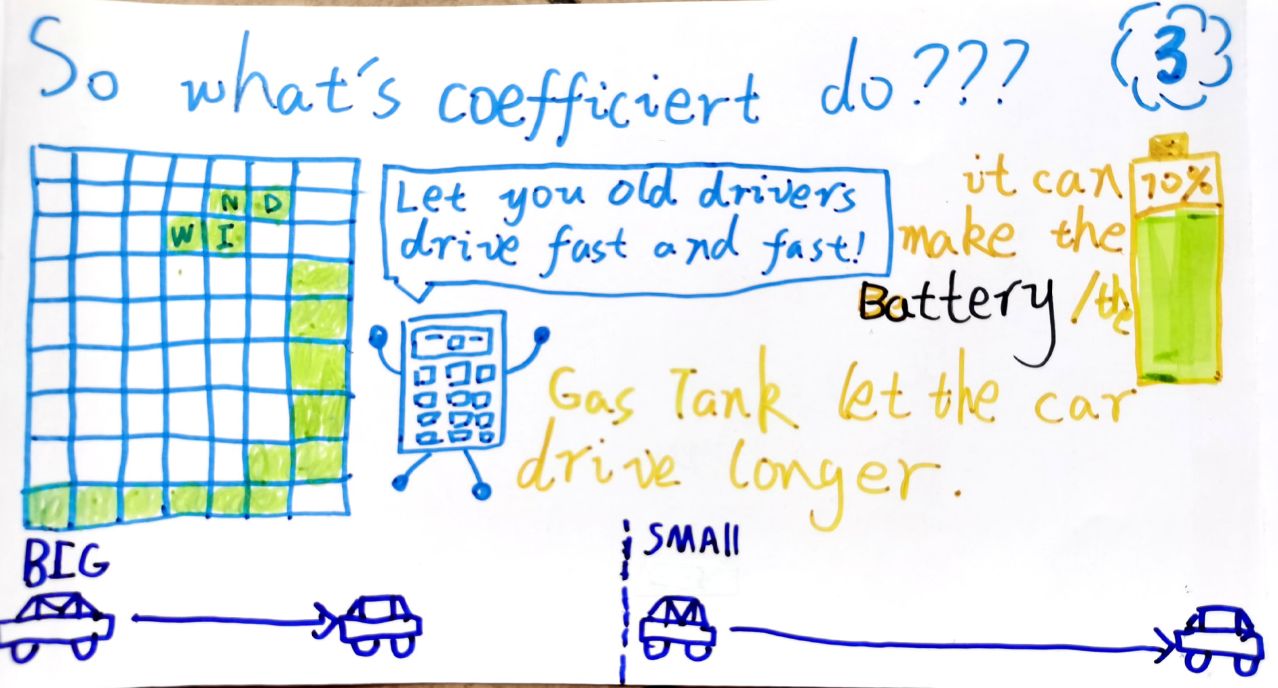 So what's coefficiert do???
3
N D
W I
Let you old drivers
drive fast and fast!
it can
make the
Battery /the
Gas Tank let the car
drive longer.
70%
BIG
SMAll